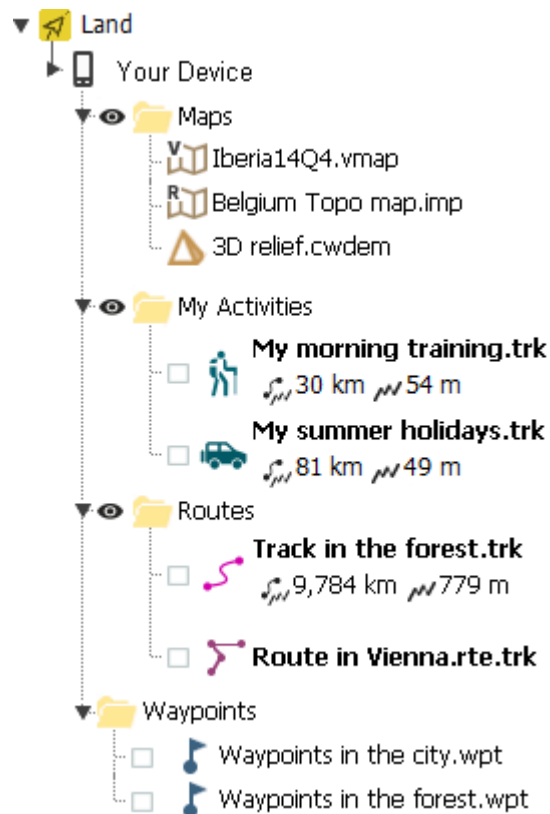 Land
Your Device
Maps
V Iberia14Q4.vmap
R Belgium Topo map.imp
3D relief.cwdem
My Activities
My morning training.trk
30 km 54 m
My summer holidays.trk
81 km 49 m
Routes
Track in the forest.trk
9,784 km 779 m
Route in Vienna.rte.trk
Waypoints
Waypoints in the city.wpt
Waypoints in the forest.wpt